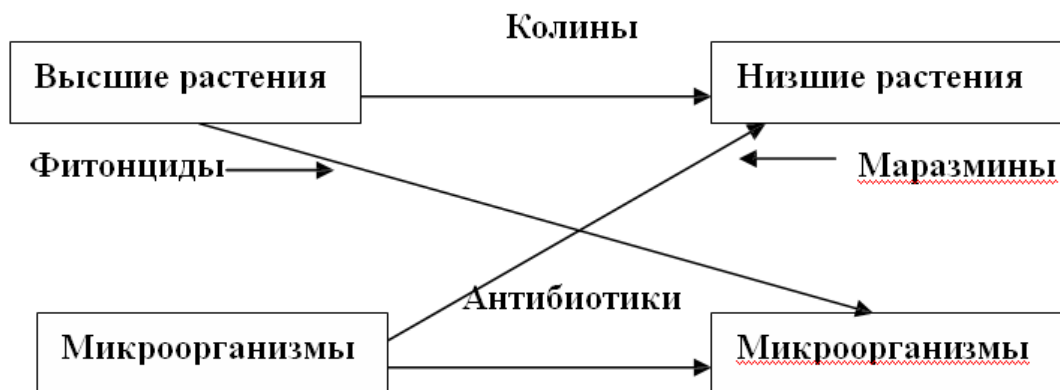 Колины
Высшие растения
Низшие растения
Фитонциды
Маразмины
Антибиотики
Микроорганизмы
Микроорганизмы